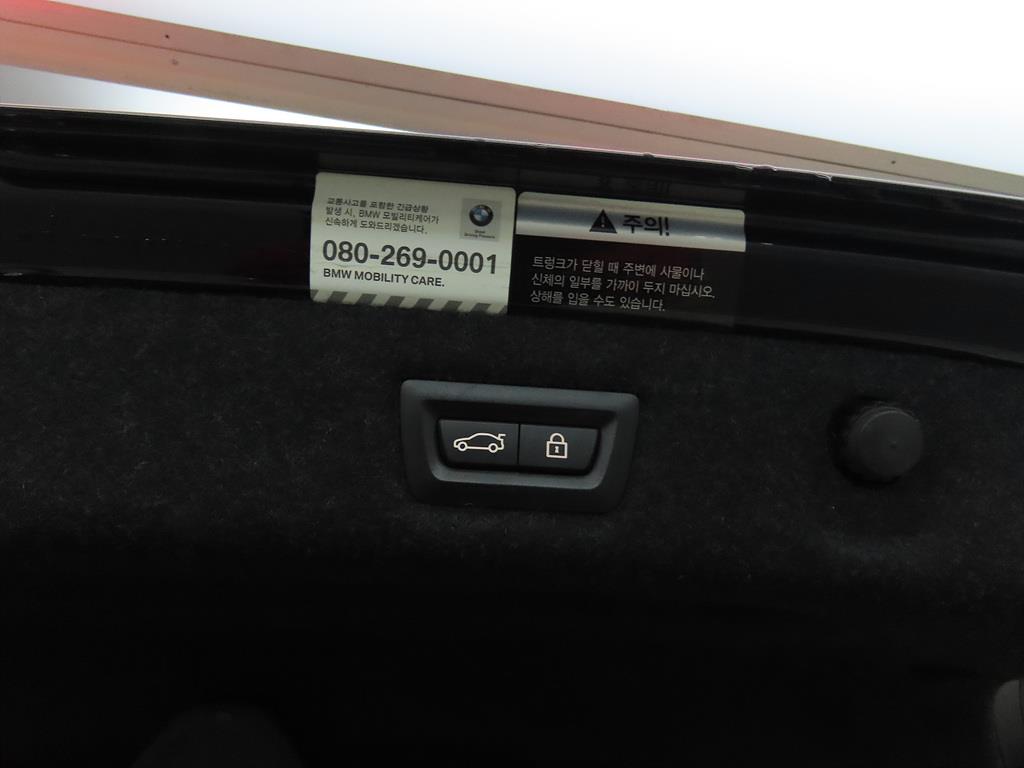 교통사고를 포함한 긴급상황
발생 시, BMW 모빌리티케어가
신속하게 도와드리겠습니다.
080-269-0001
BMW MOBILITY CARE.
주의!
트렁크가 닫힐 때 주변에 사물이나
신체의 일부를 가까이 두지 마십시오.
상해를 입을 수도 있습니다.